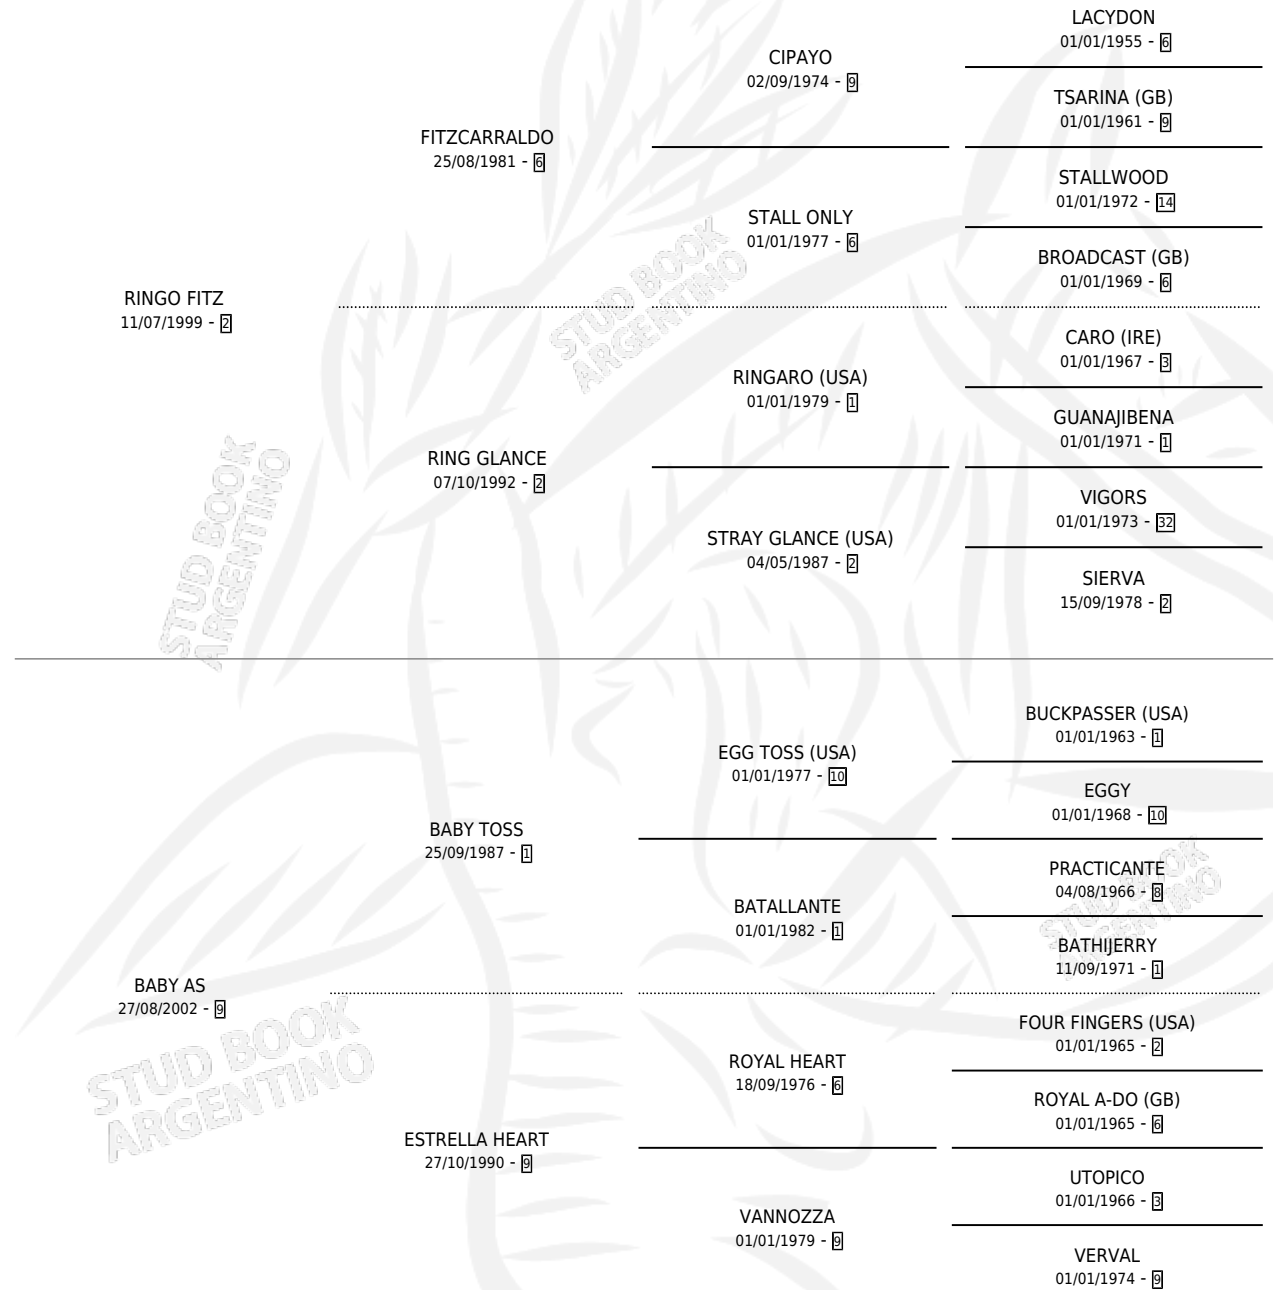 LACYDON
01/01/1955 - 6
CIPAYO
02/09/1974 - 9
TSARINA (GB)
01/01/1961 - 9
FITZCARRALDO
25/08/1981 - 6
STALLWOOD
01/01/1972 - 14
STALL ONLY
01/01/1977 - 6
BROADCAST (GB)
01/01/1969 - 6
RINGO FITZ
11/07/1999 - 2
CARO (IRE)
01/01/1967 - 3
RINGARO (USA)
01/01/1979 - 1
GUANAJIBENA
01/01/1971 - 1
RING GLANCE
07/10/1992 - 2
VIGORS
01/01/1973 - 32
STRAY GLANCE (USA)
04/05/1987 - 2
SIERVA
15/09/1978 - 2
BUCKPASSER (USA)
01/01/1963 - 1
EGG TOSS (USA)
01/01/1977 - 10
EGGY
01/01/1968 - 10
BABY TOSS
25/09/1987 - 1
PRACTICANTE
04/08/1966 - 8
BATALLANTE
01/01/1982 - 1
BATHIJERRY
11/09/1971 - 1
BABY AS
27/08/2002 - 9
FOUR FINGERS (USA)
01/01/1965 - 2
ROYAL HEART
18/09/1976 - 6
ROYAL A-DO (GB)
01/01/1965 - 6
ESTRELLA HEART
27/10/1990 - 9
UTOPICO
01/01/1966 - 3
VANNOZZA
01/01/1979 - 9
VERVAL
01/01/1974 - 9
STUD BOOK
ARGENTINO
STUD BOOK
ARGENTINO
STUD BOOK
ARGENTINO
STUD BOOK
ARGENTINO